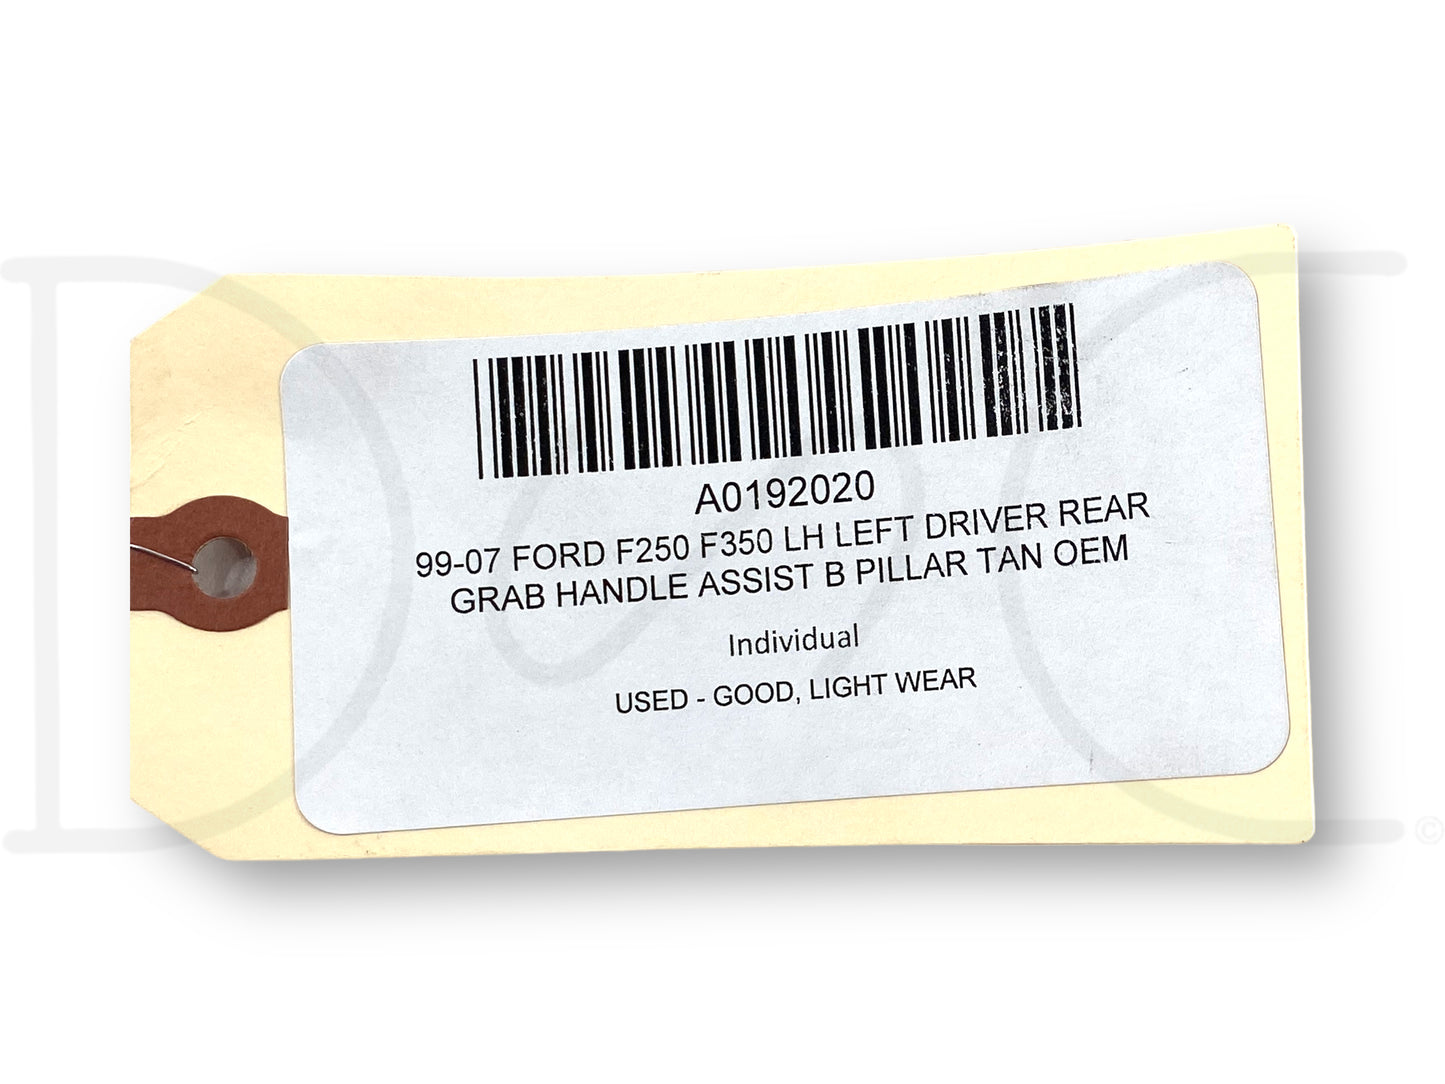 A0192020
99-07 FORD F250 F350 LH LEFT DRIVER REAR
GRAB HANDLE ASSIST B PILLAR TAN OEM
Individual
USED - GOOD, LIGHT WEAR
©